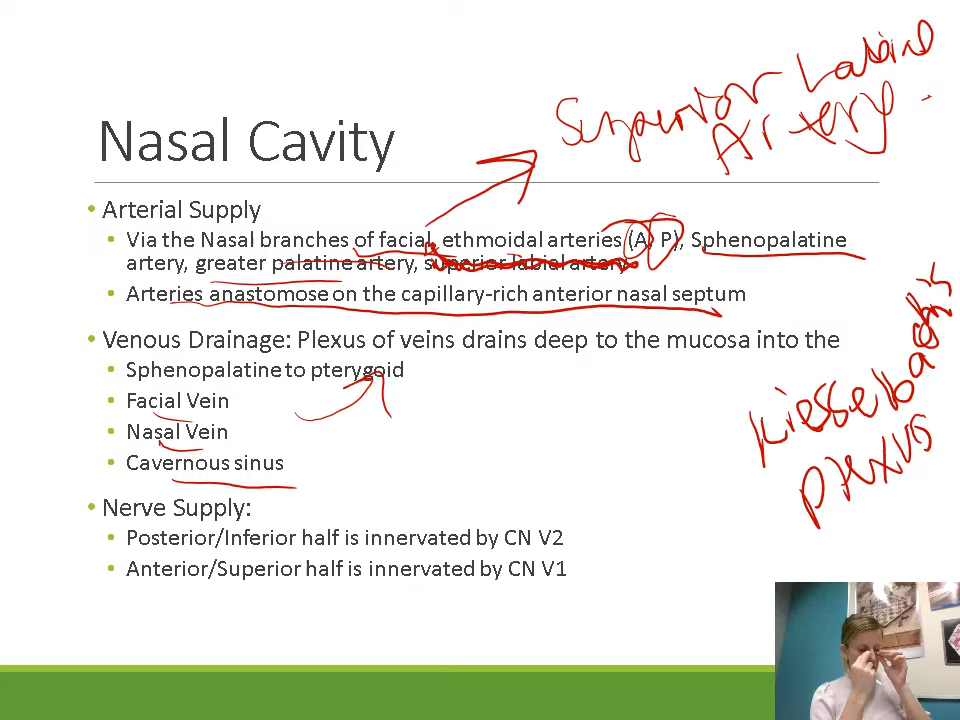 Superior Labial
Artery
Nasal Cavity
• Arterial Supply
• Via the Nasal branches of facial, ethmoidal arteries (A, P), Sphenopalatine
artery, greater palatine artery, superior labial artery
• Arteries anastomose on the capillary-rich anterior nasal septum
• Venous Drainage: Plexus of veins drains deep to the mucosa into the
• Sphenopalatine to pterygoid
• Facial Vein
• Nasal Vein
• Cavernous sinus
Kiesselbach's
Plexus
• Nerve Supply:
• Posterior/Inferior half is innervated by CN V2
• Anterior/Superior half is innervated by CN V1